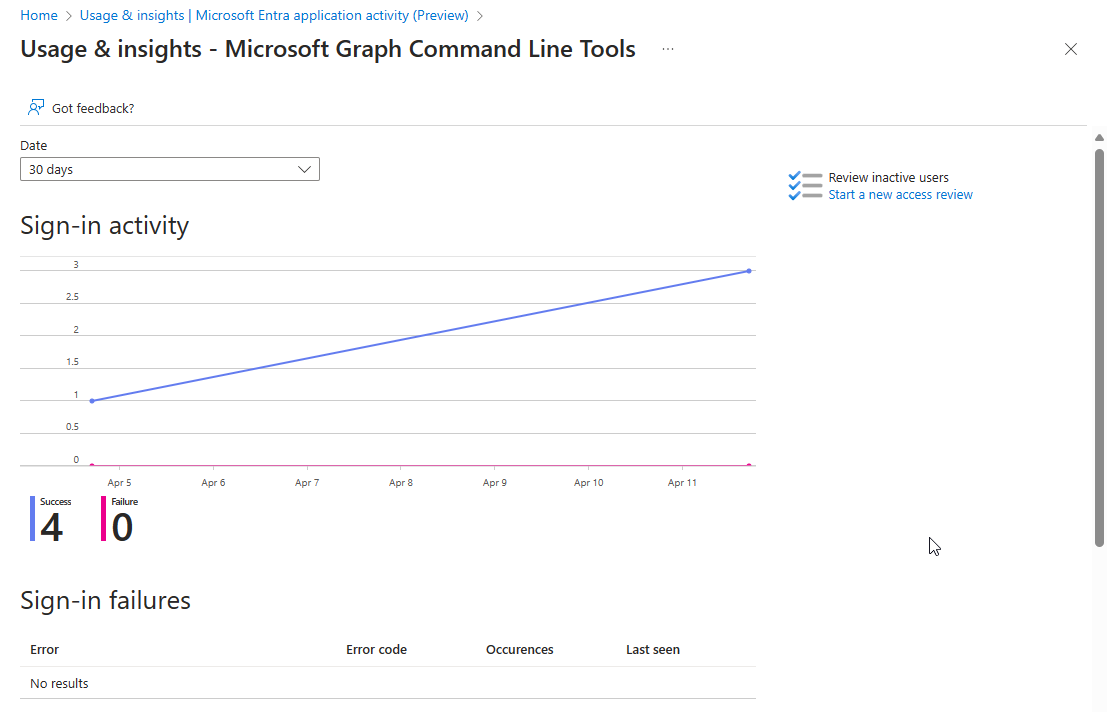 Home > Usage & insights | Microsoft Entra application activity (Preview) >
Usage & insights - Microsoft Graph Command Line Tools ...
Got feedback?
Date
30 days
Review inactive users
Start a new access review
Sign-in activity
3
2.5
2
1.5
1
0.5
0
Apr 5 Apr 6 Apr 7 Apr 8 Apr 9 Apr 10 Apr 11
Success Failure
4 0
Sign-in failures
Error Error code Occurences Last seen
No results